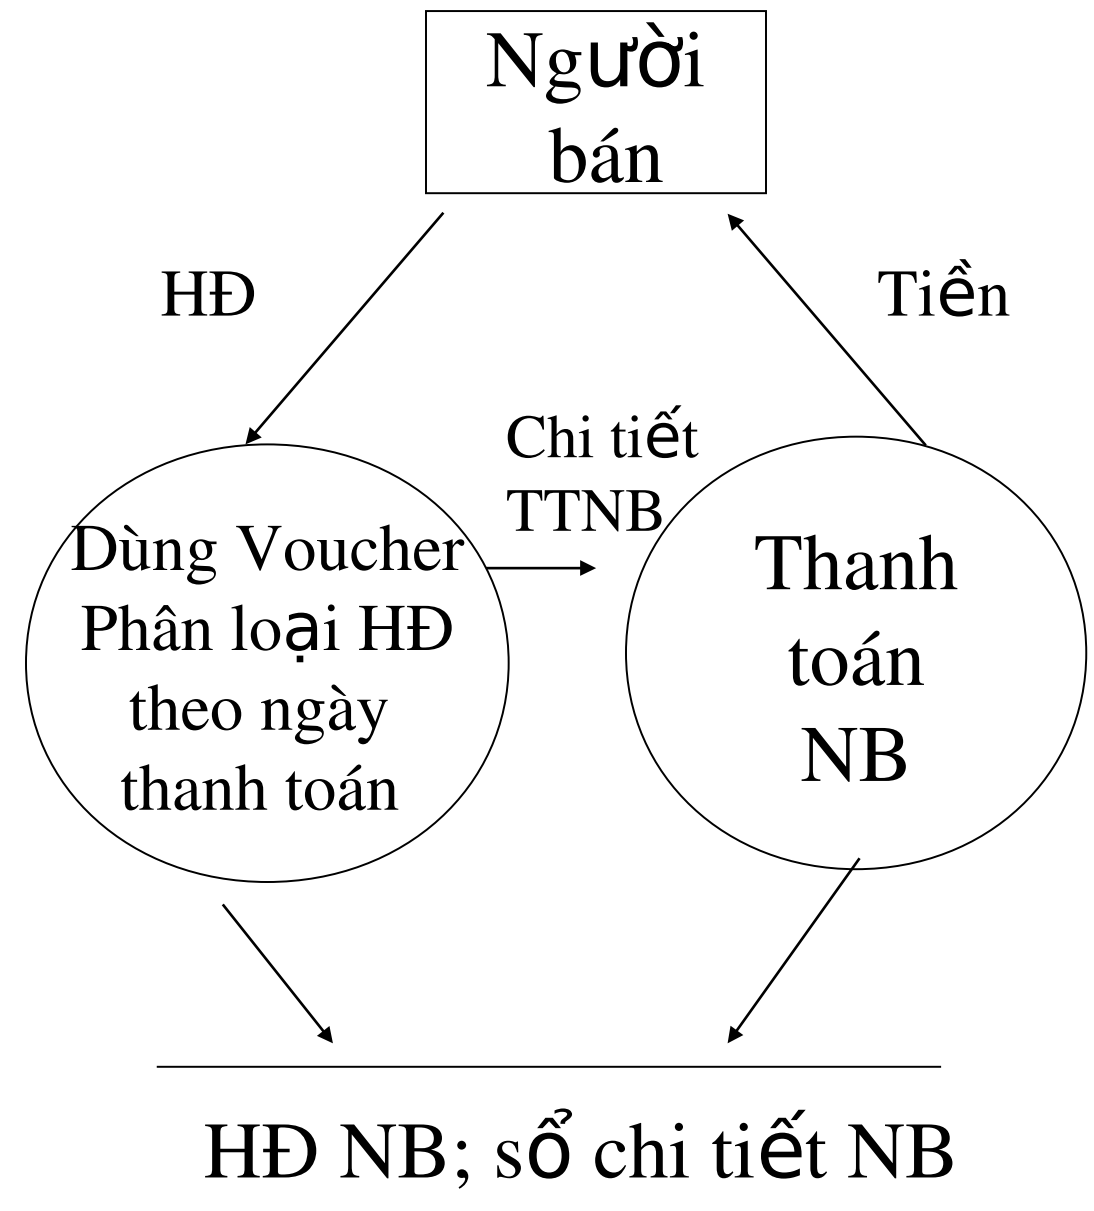 Người
bán
HĐ
Tiền
Chi tiết
TTNB
Dùng Voucher
Phân loại HĐ
theo ngày
thanh toán
Thanh
toán
NB
HĐ NB; sổ chi tiết NB